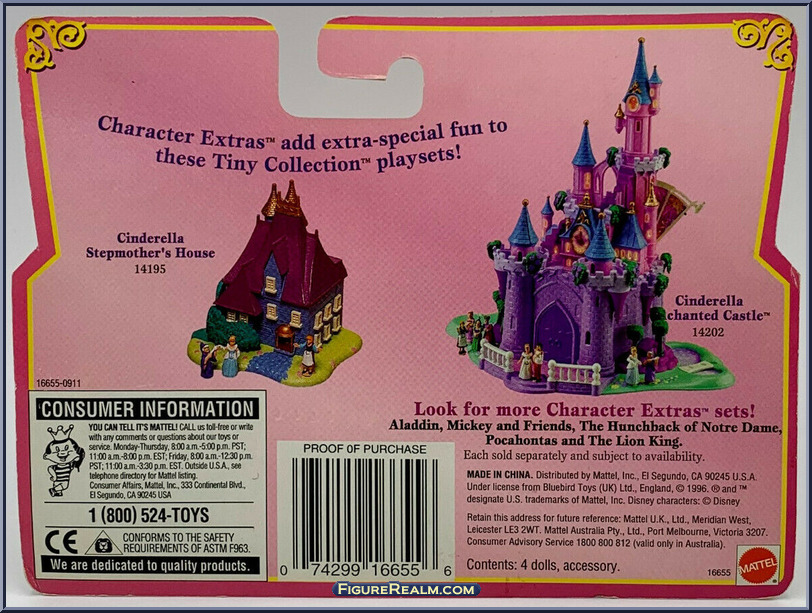 Character Extras™ add extra-special fun to
these Tiny Collection™ playsets!
Cinderella
Stepmother's House
14195
Cinderella
chanted Castle™
14202
16655-0911
CONSUMER INFORMATION
YOU CAN TELL IT'S MATTEL! CALL us toll-free or write
with any comments or questions about our toys or
service. Monday-Thursday, 8:00 a.m.-5:00 p.m. PST;
11:00 a.m.-8:00 p.m. EST; Friday, 8:00 a.m.-12:30 p.m.
PST; 11:00 a.m.-3:30 p.m. EST. Outside U.S.A., see
telephone directory for Mattel listing.
Consumer Affairs, Mattel, Inc., 333 Continental Blvd.,
El Segundo, CA 90245 USA
1 (800) 524-TOYS
CE
CONFORMS TO THE SAFETY
REQUIREMENTS OF ASTM F963.
We are dedicated to quality products.
PROOF OF PURCHASE
0 74299 16655 6
Look for more Character Extras™ sets!
Aladdin, Mickey and Friends, The Hunchback of Notre Dame,
Pocahontas and The Lion King.
Each sold separately and subject to availability.
MADE IN CHINA. Distributed by Mattel, Inc., El Segundo, CA 90245 U.S.A.
Under license from Bluebird Toys (UK) Ltd., England, © 1996. ® and ™
designate U.S. trademarks of Mattel, Inc. Disney characters: © Disney
Retain this address for future reference: Mattel U.K., Ltd., Meridian West,
Leicester LE3 2WT. Mattel Australia Pty., Ltd., Port Melbourne, Victoria 3207.
Consumer Advisory Service 1800 800 812 (valid only in Australia).
Contents: 4 dolls, accessory.
16655
MATTEL
FIGUREREALM.COM